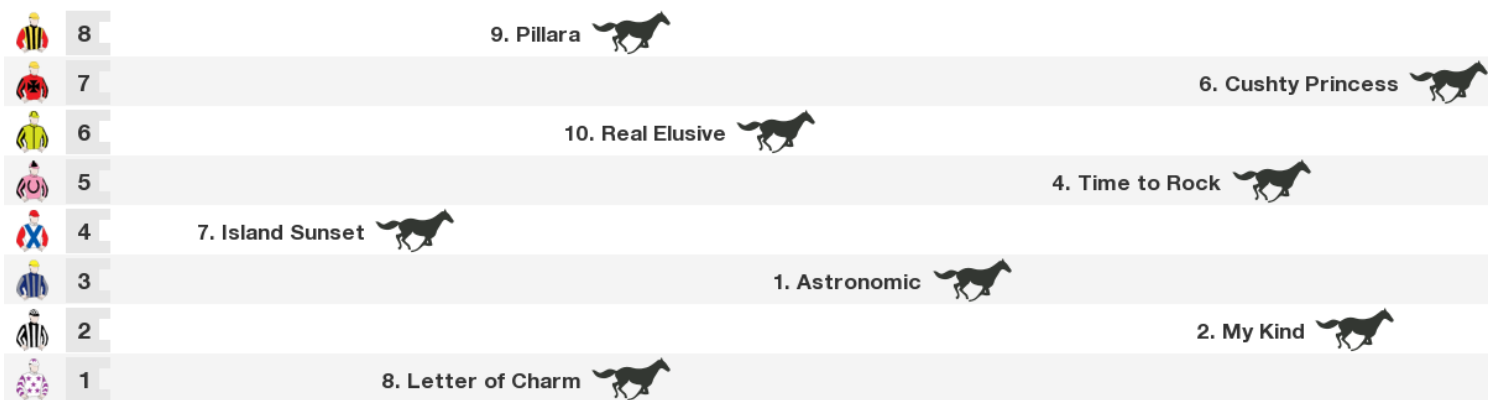 8 9. Pillara
7 6. Cushty Princess
6 10. Real Elusive
5 4. Time to Rock
4 7. Island Sunset
3 1. Astronomic
2 2. My Kind
1 8. Letter of Charm